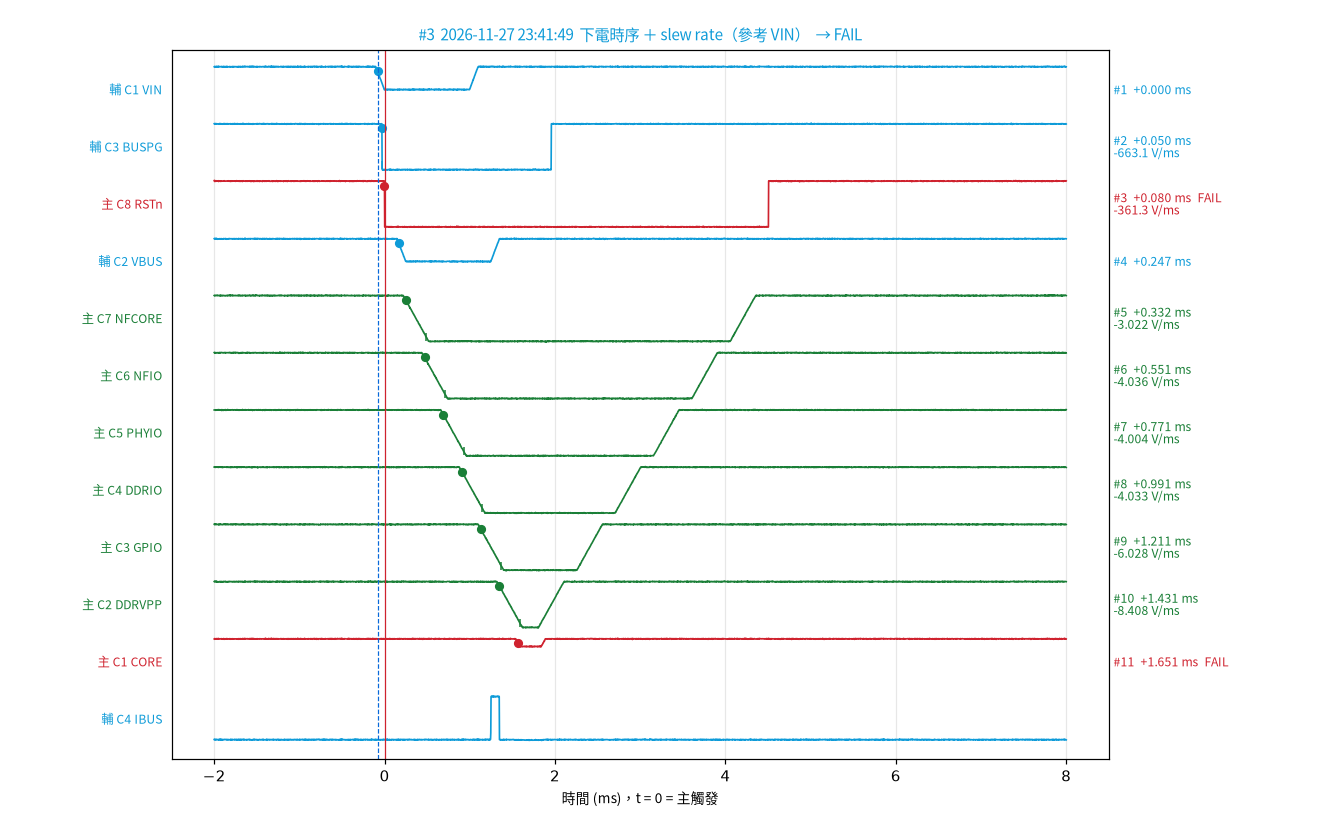 #3 2026-11-27 23:41:49 下電時序 ＋ slew rate（參考 VIN） → FAIL
輔 C1 VIN
#1 +0.000 ms
輔 C3 BUSPG
#2 +0.050 ms
-663.1 V/ms
主 C8 RSTn
#3 +0.080 ms FAIL
-361.3 V/ms
輔 C2 VBUS
#4 +0.247 ms
主 C7 NFCORE
#5 +0.332 ms
-3.022 V/ms
主 C6 NFIO
#6 +0.551 ms
-4.036 V/ms
主 C5 PHYIO
#7 +0.771 ms
-4.004 V/ms
主 C4 DDRIO
#8 +0.991 ms
-4.033 V/ms
主 C3 GPIO
#9 +1.211 ms
-6.028 V/ms
主 C2 DDRVPP
#10 +1.431 ms
-8.408 V/ms
主 C1 CORE
#11 +1.651 ms FAIL
輔 C4 IBUS
−2 0 2 4 6 8
時間 (ms)，t = 0 = 主觸發